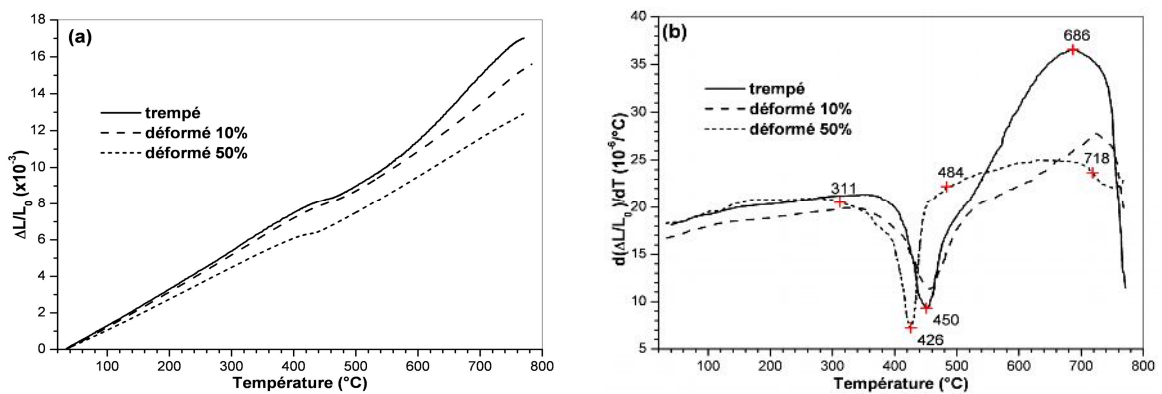 (a)
18
16
14
12
10
8
6
4
2
0
ΔL/L₀ (x10⁻³)
trempé
déformé 10%
déformé 50%
0 100 200 300 400 500 600 700 800
Température (°C)
(b)
40
35
30
25
20
15
10
5
d(ΔL/L₀)/dT (10⁻⁶/°C)
trempé
déformé 10%
déformé 50%
686
311
484
718
450
426
100 200 300 400 500 600 700 800
Température (°C)